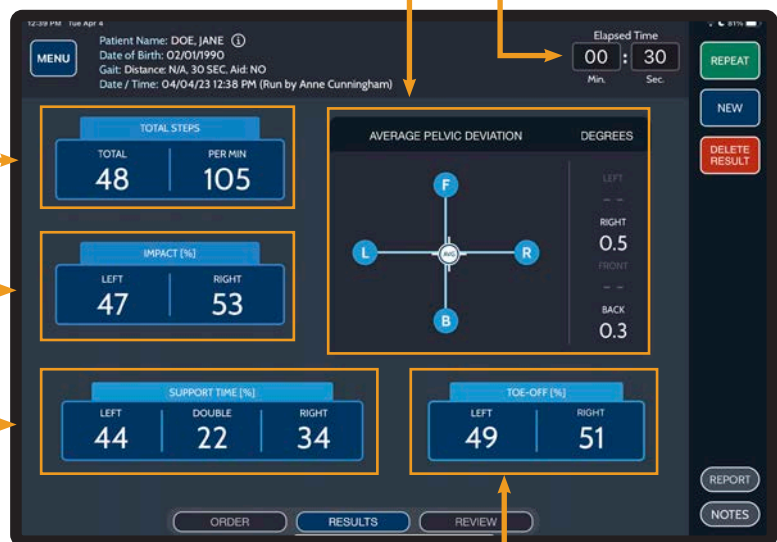 12:39 PM Tue Apr 4
81%
MENU
Patient Name: DOE, JANE
Date of Birth: 02/01/1990
Gait: Distance: N/A, 30 SEC, Aid: NO
Date / Time: 04/04/23 12:38 PM (Run by Anne Cunningham)
Elapsed Time
00 : 30
Min. Sec.
REPEAT
NEW
DELETE
RESULT
TOTAL STEPS
TOTAL PER MIN
48 105
IMPACT [%]
LEFT RIGHT
47 53
AVERAGE PELVIC DEVIATION DEGREES
F
L AVG R
B
LEFT
- -
RIGHT
0.5
FRONT
- -
BACK
0.3
SUPPORT TIME [%]
LEFT DOUBLE RIGHT
44 22 34
TOE-OFF [%]
LEFT RIGHT
49 51
REPORT
NOTES
ORDER RESULTS REVIEW